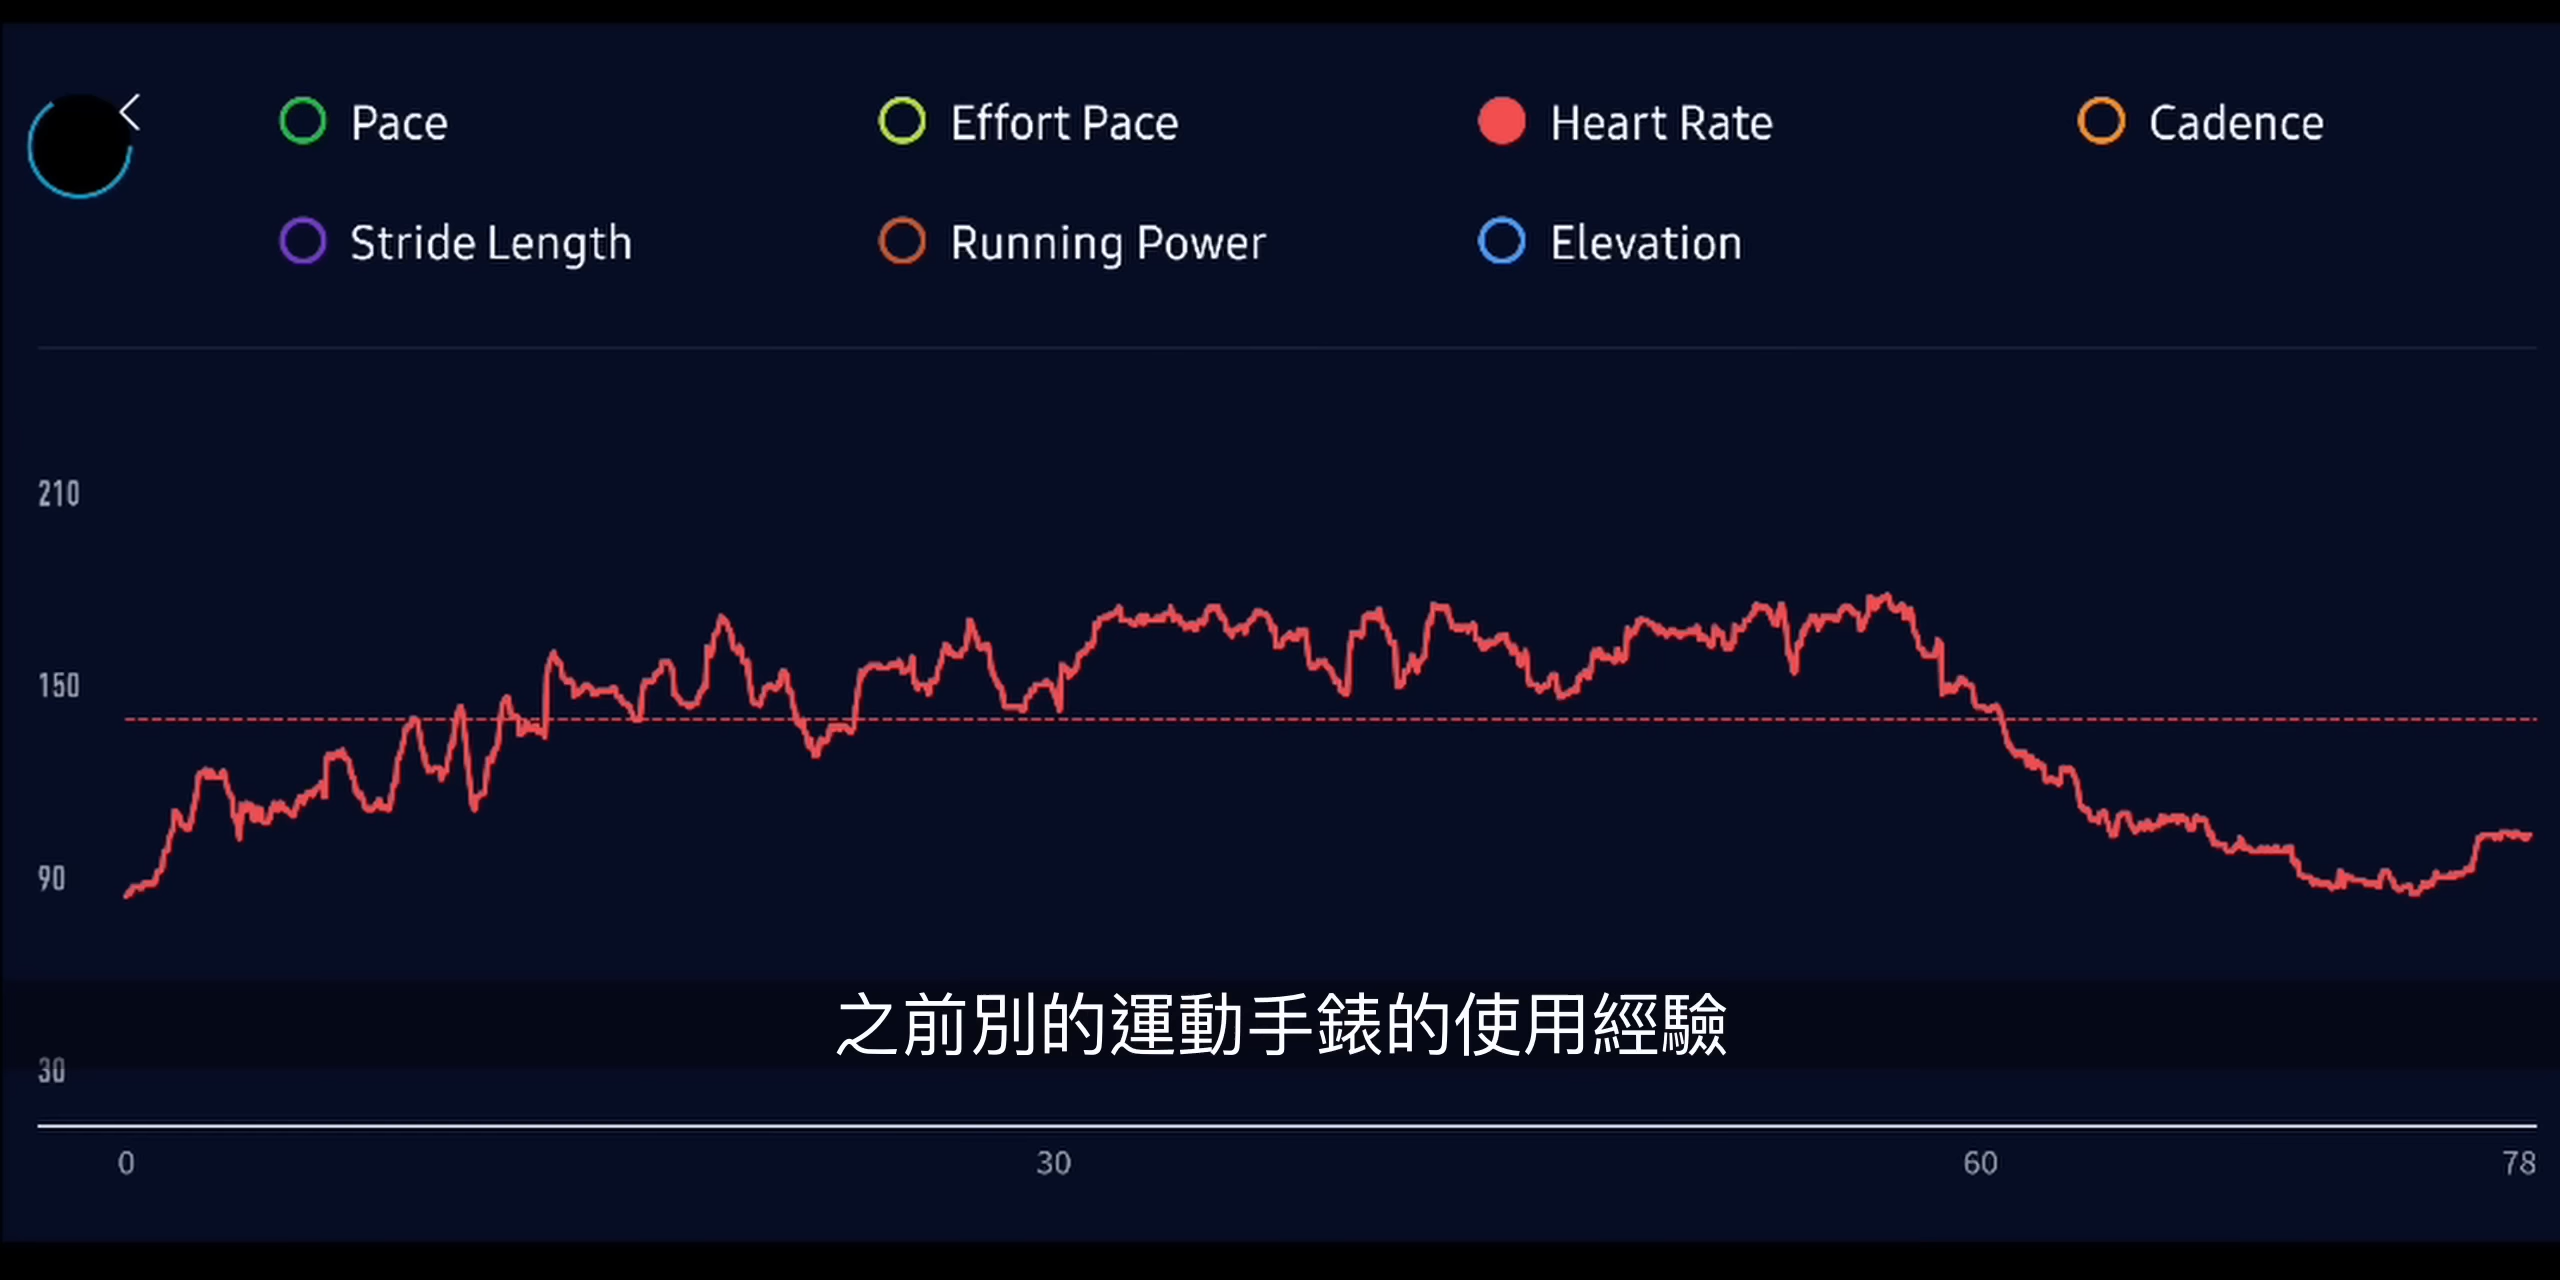 Pace
Effort Pace
Heart Rate
Cadence
Stride Length
Running Power
Elevation
210
150
90
之前別的運動手錶的使用經驗
30
0
30
60
78